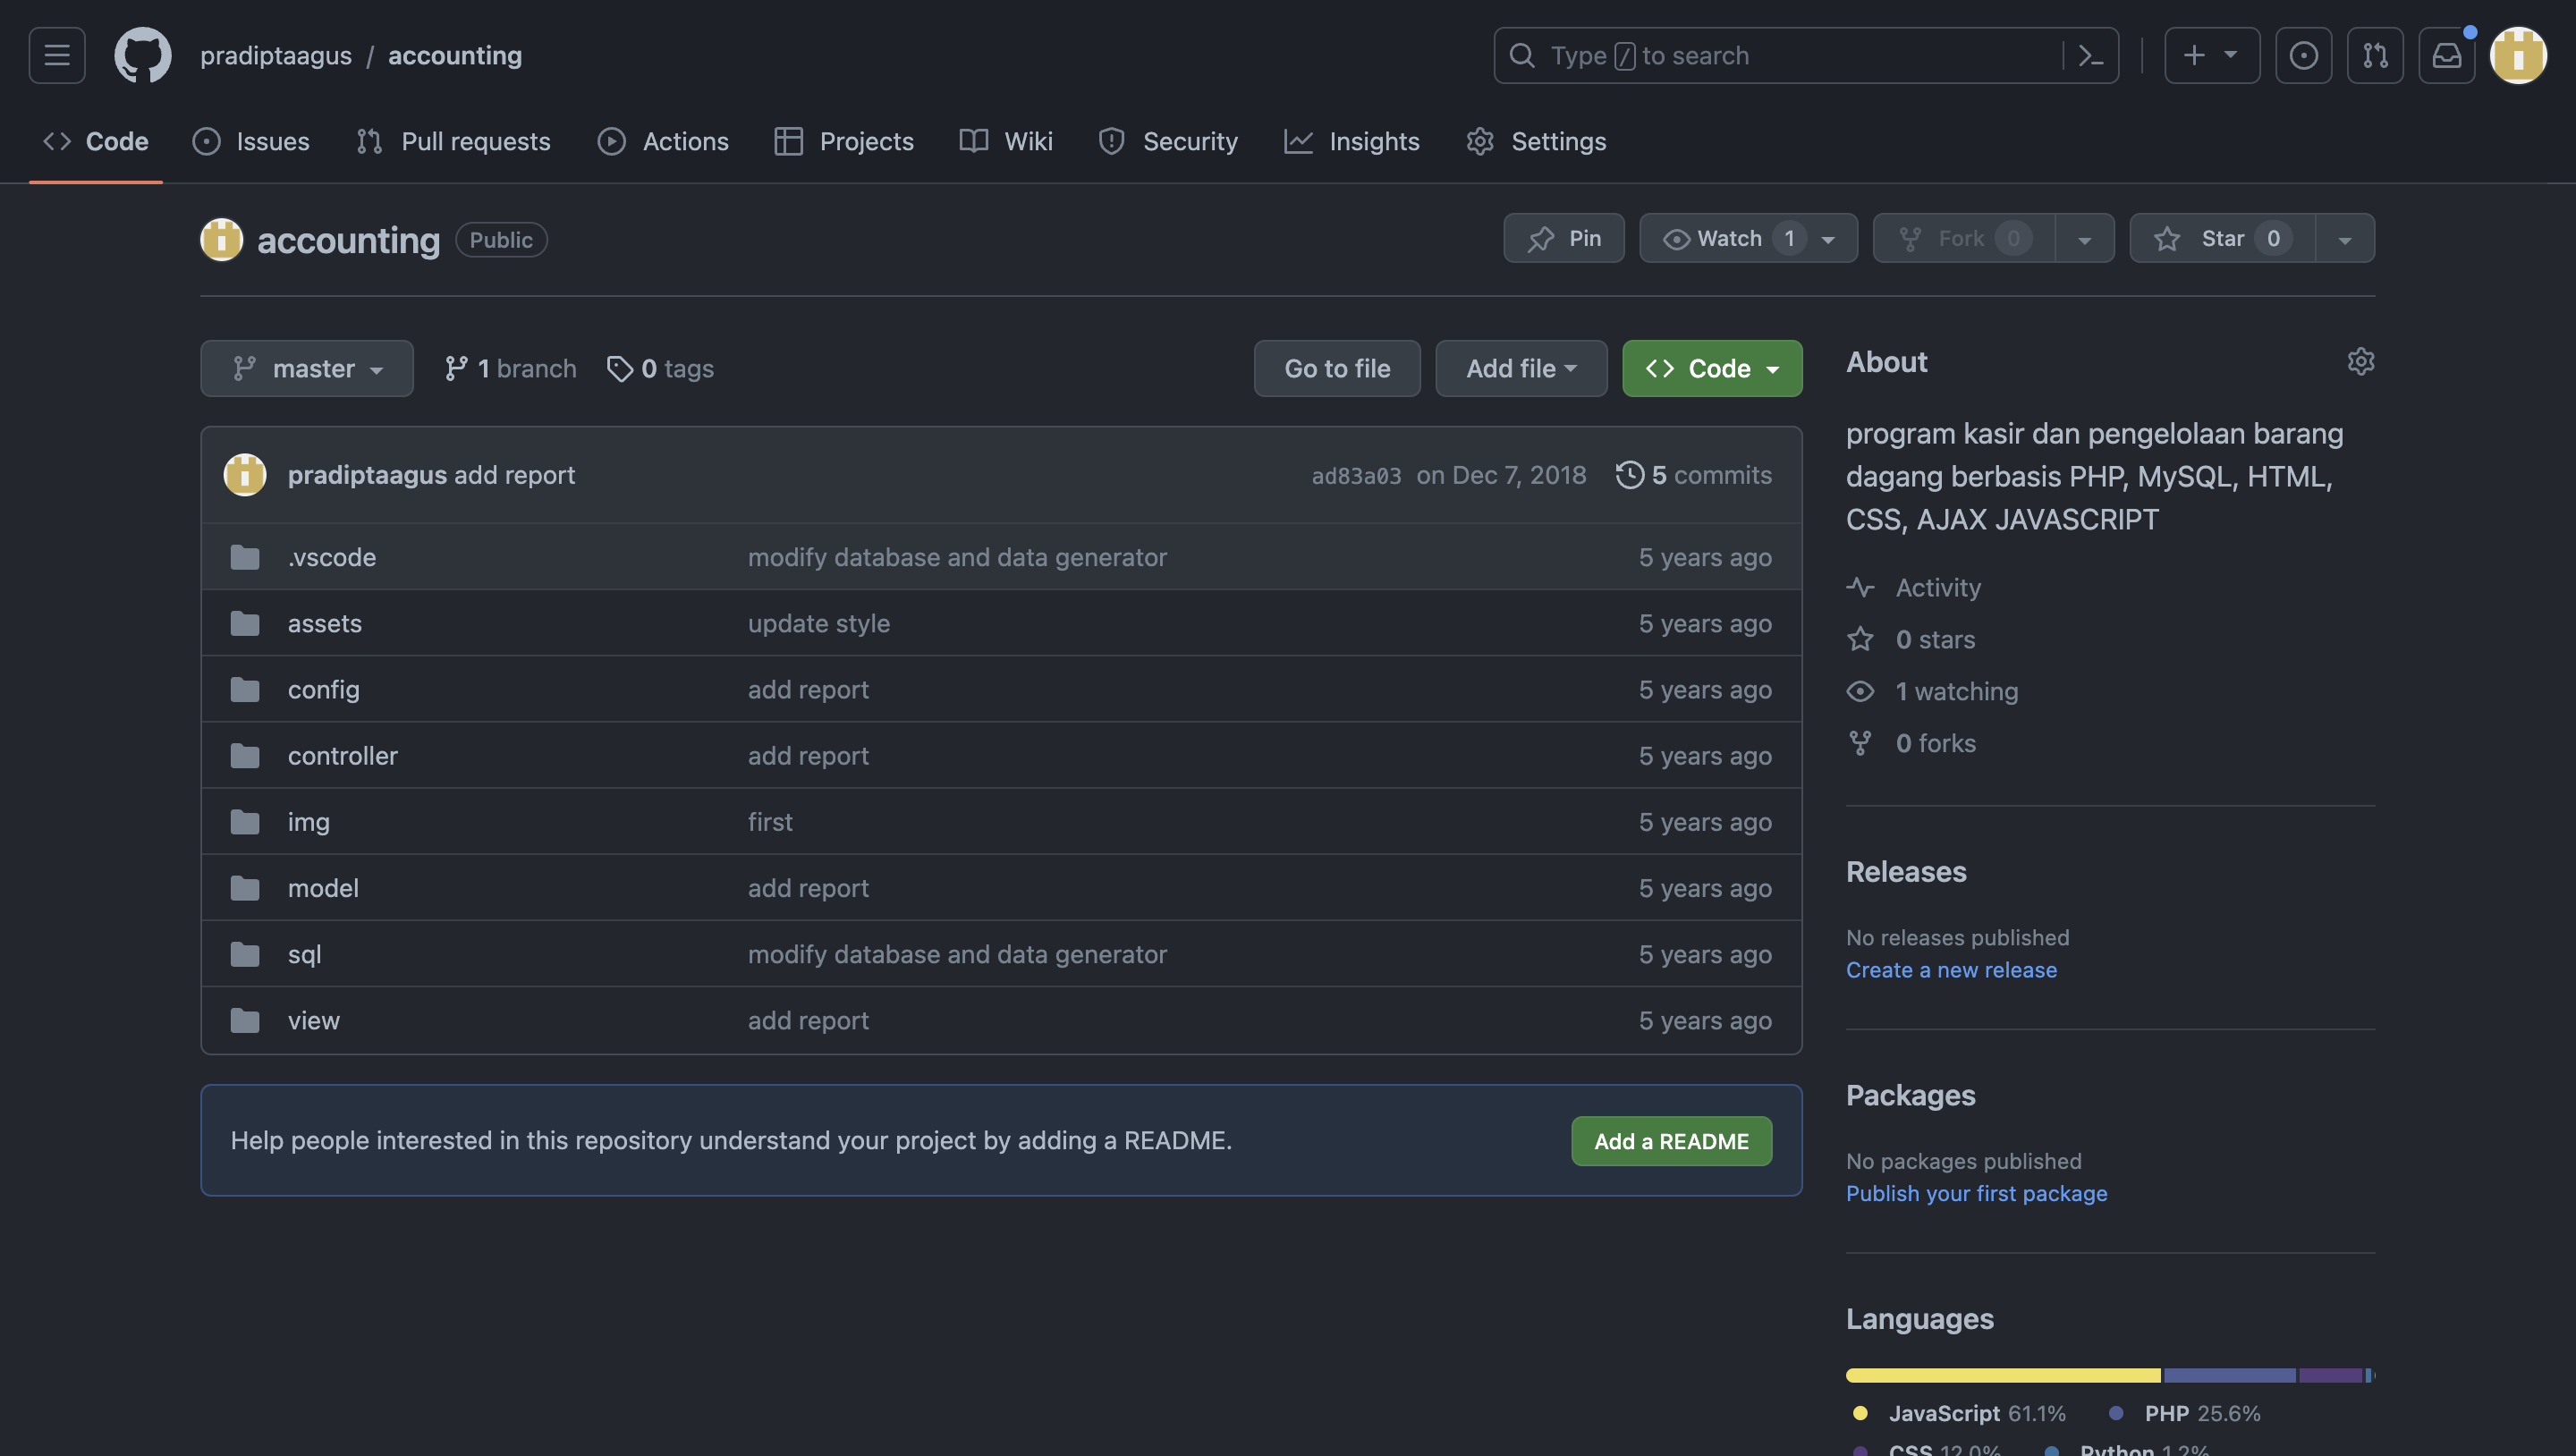 pradiptaagus / accounting
Type / to search
Code Issues Pull requests Actions Projects Wiki Security Insights Settings
accounting Public
Pin Watch 1 Fork 0 Star 0
master 1 branch 0 tags
Go to file Add file Code
pradiptaagus add report ad83a03 on Dec 7, 2018 5 commits
.vscode modify database and data generator 5 years ago
assets update style 5 years ago
config add report 5 years ago
controller add report 5 years ago
img first 5 years ago
model add report 5 years ago
sql modify database and data generator 5 years ago
view add report 5 years ago
Help people interested in this repository understand your project by adding a README.
Add a README
About
program kasir dan pengelolaan barang
dagang berbasis PHP, MySQL, HTML,
CSS, AJAX JAVASCRIPT
Activity
0 stars
1 watching
0 forks
Releases
No releases published
Create a new release
Packages
No packages published
Publish your first package
Languages
JavaScript 61.1% PHP 25.6%
CSS 12.0% Python 1.2%